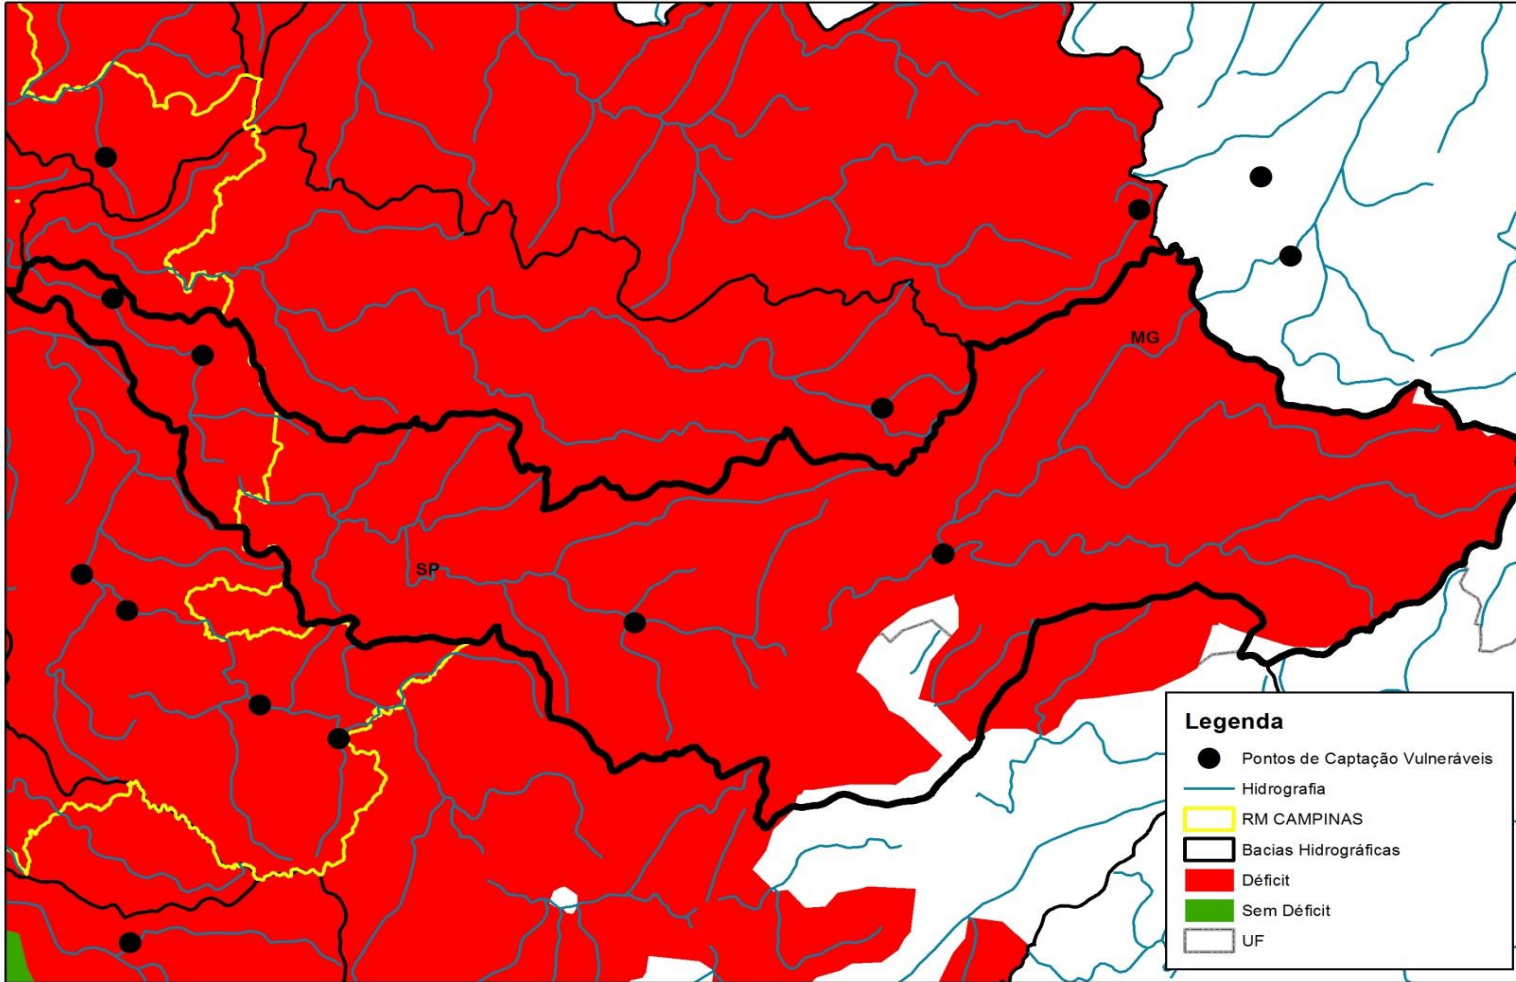 MG
SP
Legenda
Pontos de Captação Vulneráveis
Hidrografia
RM CAMPINAS
Bacias Hidrográficas
Déficit
Sem Déficit
UF